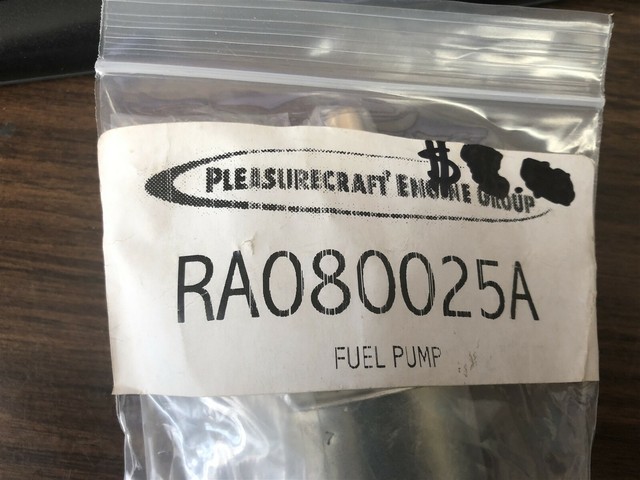 $
PLEASURECRAFT' ENGINE GROUP
RA080025A
FUEL PUMP